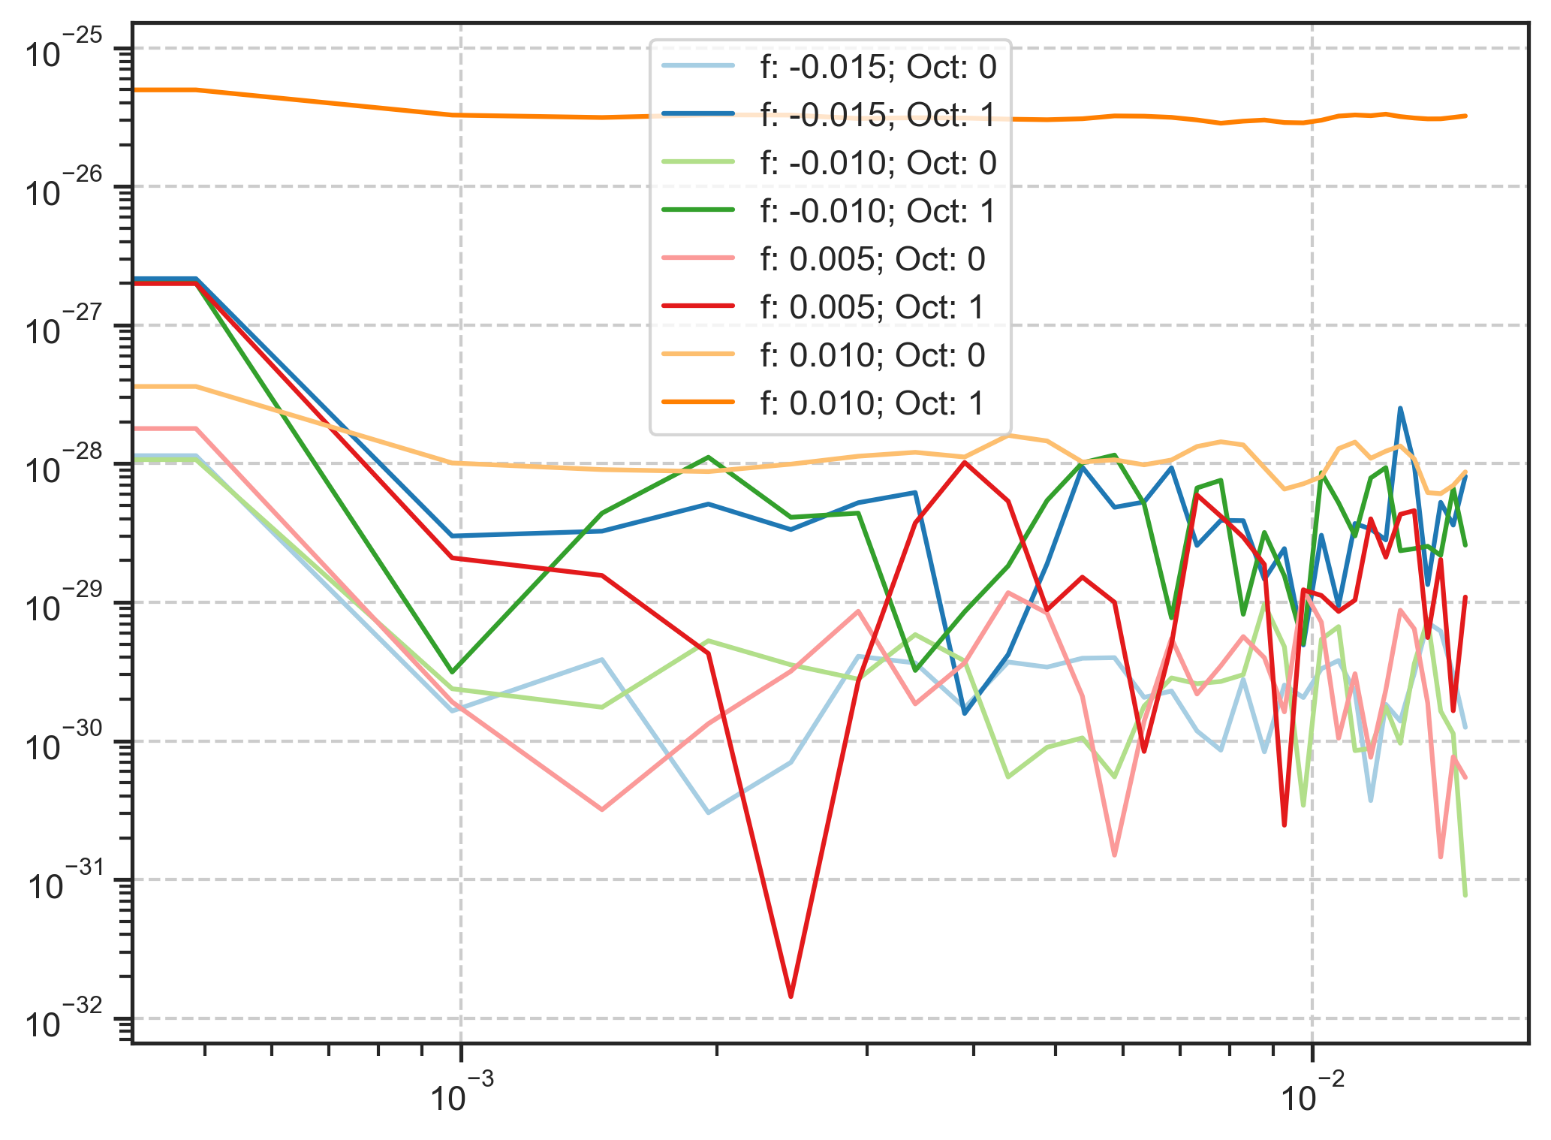 10^−25
10^−26
10^−27
10^−28
10^−29
10^−30
10^−31
10^−32
f: -0.015; Oct: 0
f: -0.015; Oct: 1
f: -0.010; Oct: 0
f: -0.010; Oct: 1
f: 0.005; Oct: 0
f: 0.005; Oct: 1
f: 0.010; Oct: 0
f: 0.010; Oct: 1
10^−3
10^−2